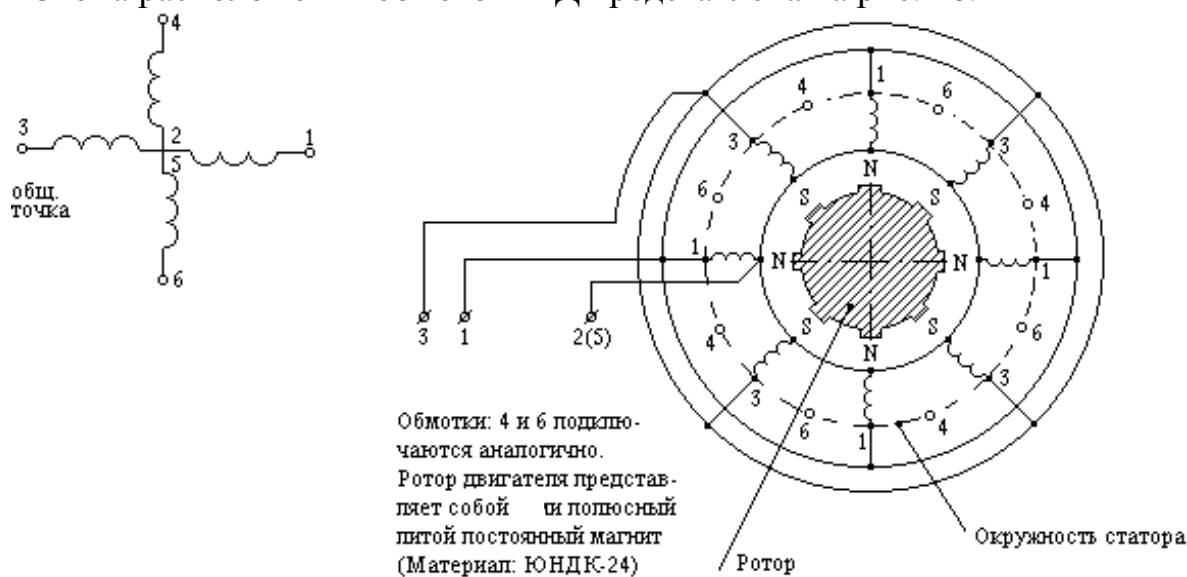 4
3
2
1
5
общ.
точка
6
1
4
6
3
3
6
4
N
S
S
1
N
N
1
4
S
S
6
N
3
1
2(5)
3
3
6
1
4
Обмотки: 4 и 6 подклю-
чаются аналогично.
Ротор двигателя представ-
ляет собой
полюсный
литой постоянный магнит
(Материал: ЮНДК-24)
Ротор
Окружность статора